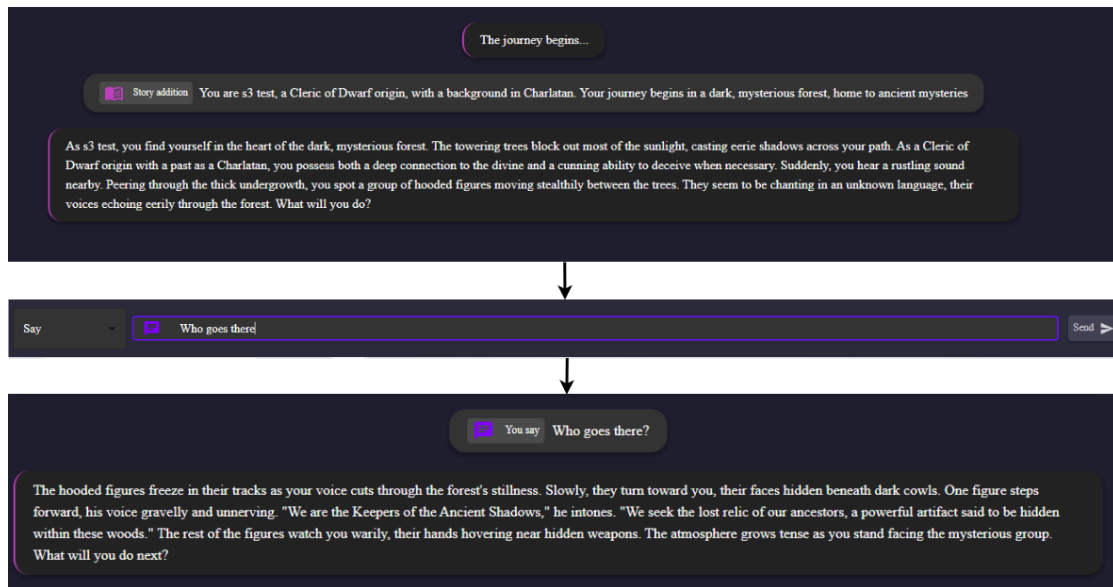 The journey begins...
Story addition You are s3 test, a Cleric of Dwarf origin, with a background in Charlatan. Your journey begins in a dark, mysterious forest, home to ancient mysteries
As s3 test, you find yourself in the heart of the dark, mysterious forest. The towering trees block out most of the sunlight, casting eerie shadows across your path. As a Cleric of
Dwarf origin with a past as a Charlatan, you possess both a deep connection to the divine and a cunning ability to deceive when necessary. Suddenly, you hear a rustling sound
nearby. Peering through the thick undergrowth, you spot a group of hooded figures moving stealthily between the trees. They seem to be chanting in an unknown language, their
voices echoing eerily through the forest. What will you do?
Say Who goes there Send
You say Who goes there?
The hooded figures freeze in their tracks as your voice cuts through the forest's stillness. Slowly, they turn toward you, their faces hidden beneath dark cowls. One figure steps
forward, his voice gravelly and unnerving. "We are the Keepers of the Ancient Shadows," he intones. "We seek the lost relic of our ancestors, a powerful artifact said to be hidden
within these woods." The rest of the figures watch you warily, their hands hovering near hidden weapons. The atmosphere grows tense as you stand facing the mysterious group.
What will you do next?